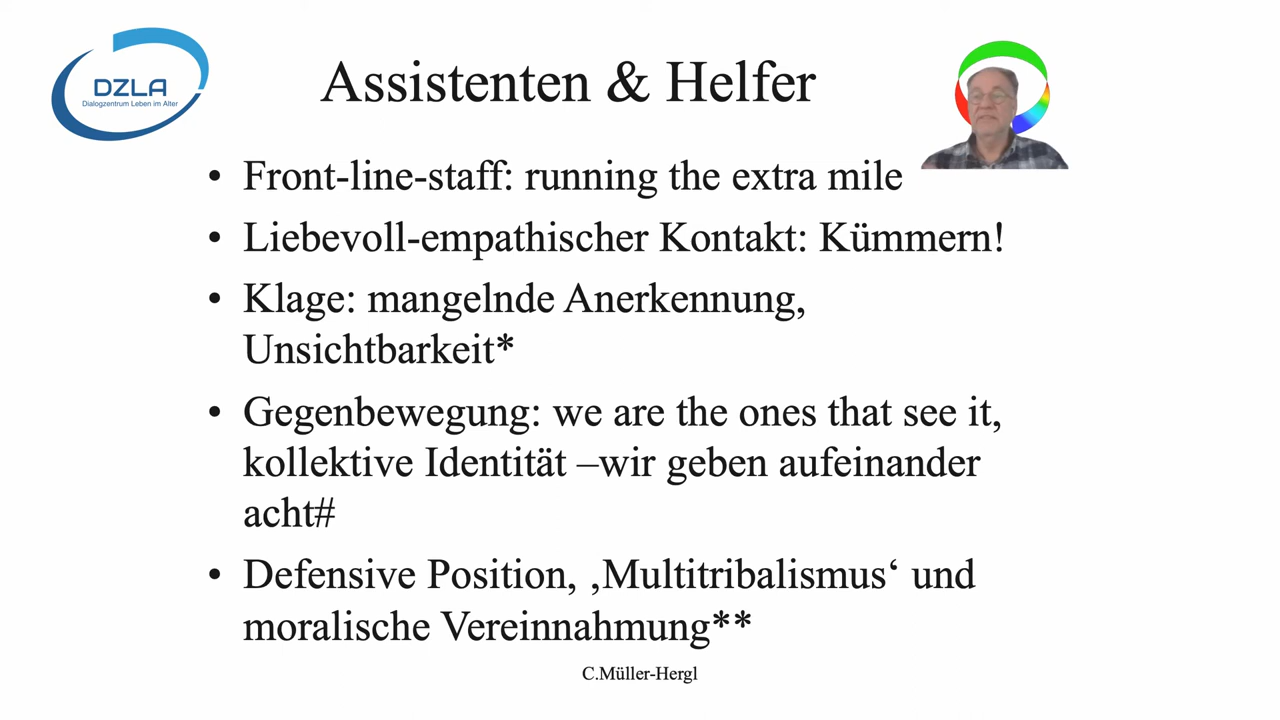 DZLA
Dialogzentrum Leben im Alter
Assistenten & Helfer
• Front-line-staff: running the extra mile
• Liebevoll-empathischer Kontakt: Kümmern!
• Klage: mangelnde Anerkennung,
Unsichtbarkeit*
• Gegenbewegung: we are the ones that see it,
kollektive Identität –wir geben aufeinander
acht#
• Defensive Position, ‚Multitribalismus‘ und
moralische Vereinnahmung**
C.Müller-Hergl